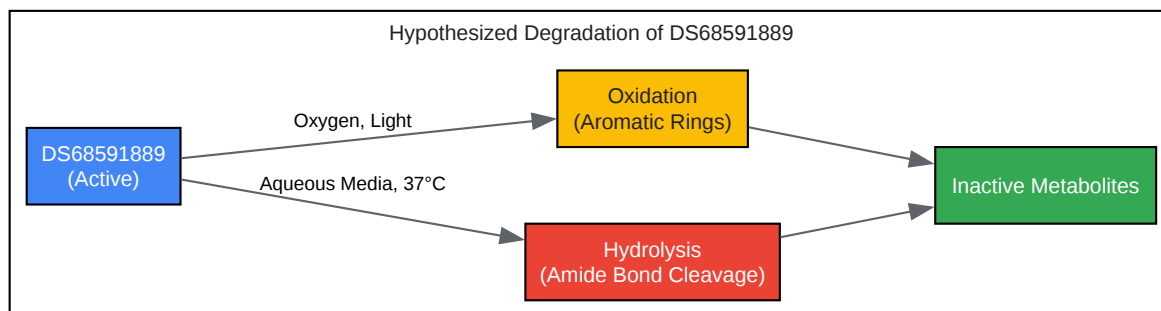 Hypothesized Degradation of DS68591889
DS68591889
(Active)
Oxygen, Light
Aqueous Media, 37°C
Oxidation
(Aromatic Rings)
Hydrolysis
(Amide Bond Cleavage)
Inactive Metabolites